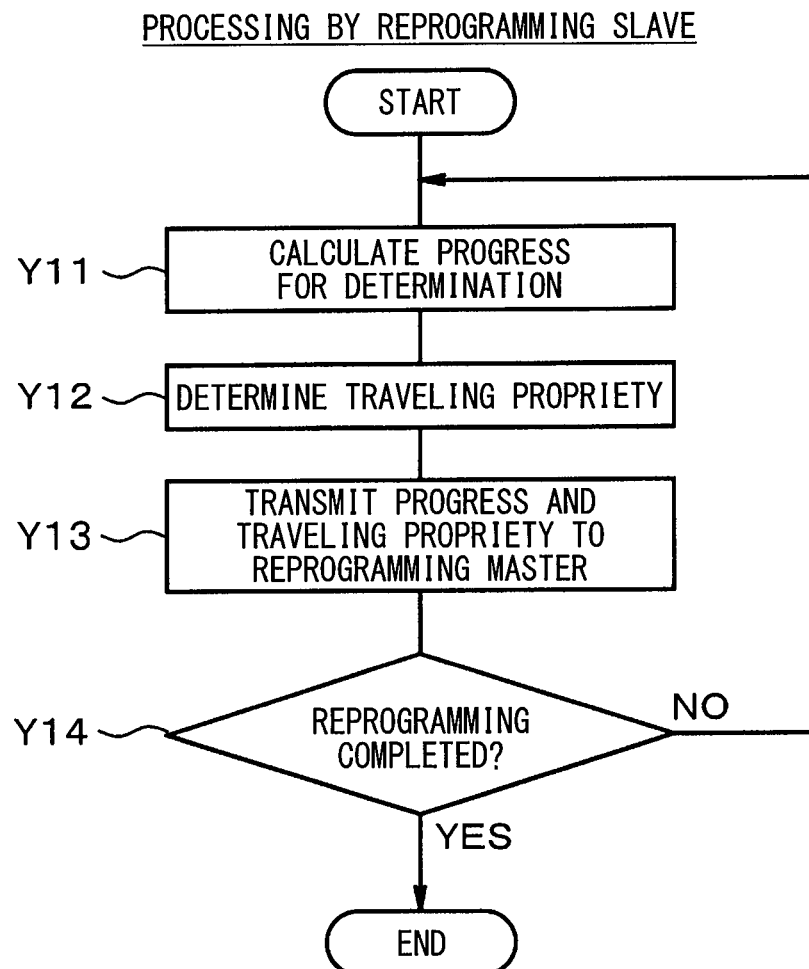 PROCESSING BY REPROGRAMMING SLAVE
START
Y11
CALCULATE PROGRESS
FOR DETERMINATION
Y12
DETERMINE TRAVELING PROPRIETY
Y13
TRANSMIT PROGRESS AND
TRAVELING PROPRIETY TO
REPROGRAMMING MASTER
Y14
REPROGRAMMING
COMPLETED?
NO
YES
END